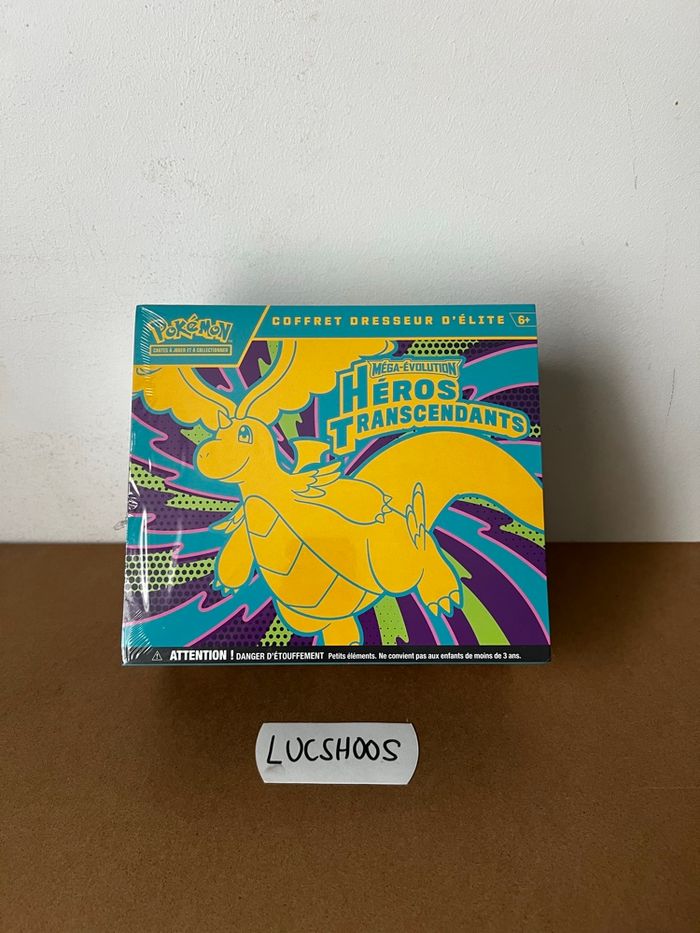 Pokémon
CARTES À JOUER ET À COLLECTIONNER
COFFRET DRESSEUR D'ÉLITE
6+
MÉGA-ÉVOLUTION
HÉROS
TRANSCENDANTS
ATTENTION ! DANGER D'ÉTOUFFEMENT Petits éléments. Ne convient pas aux enfants de moins de 3 ans.
LUCSHOOS